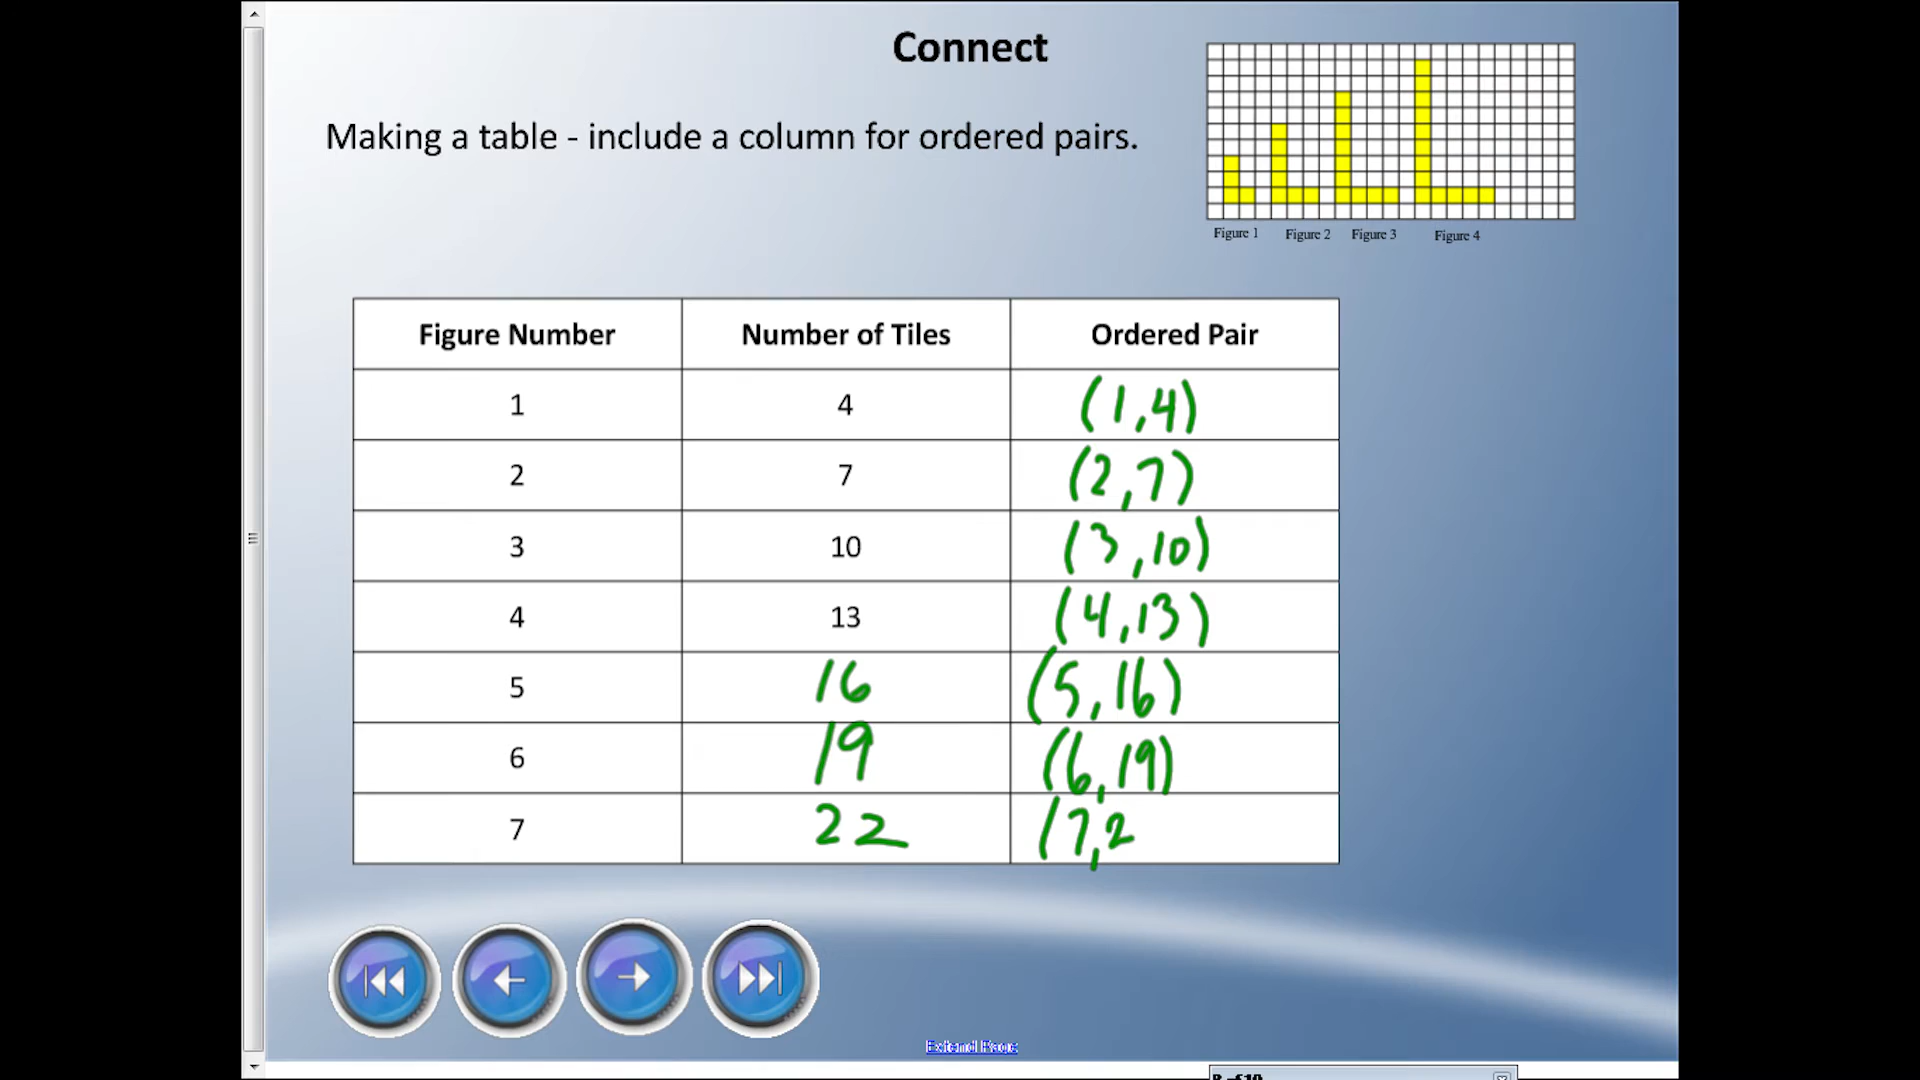 Connect
Making a table - include a column for ordered pairs.
Figure 1 Figure 2 Figure 3 Figure 4
Figure Number Number of Tiles Ordered Pair
1 4 (1,4)
2 7 (2,7)
3 10 (3,10)
4 13 (4,13)
5 16 (5,16)
6 19 (6,19)
7 22 (7,2
Extend Page